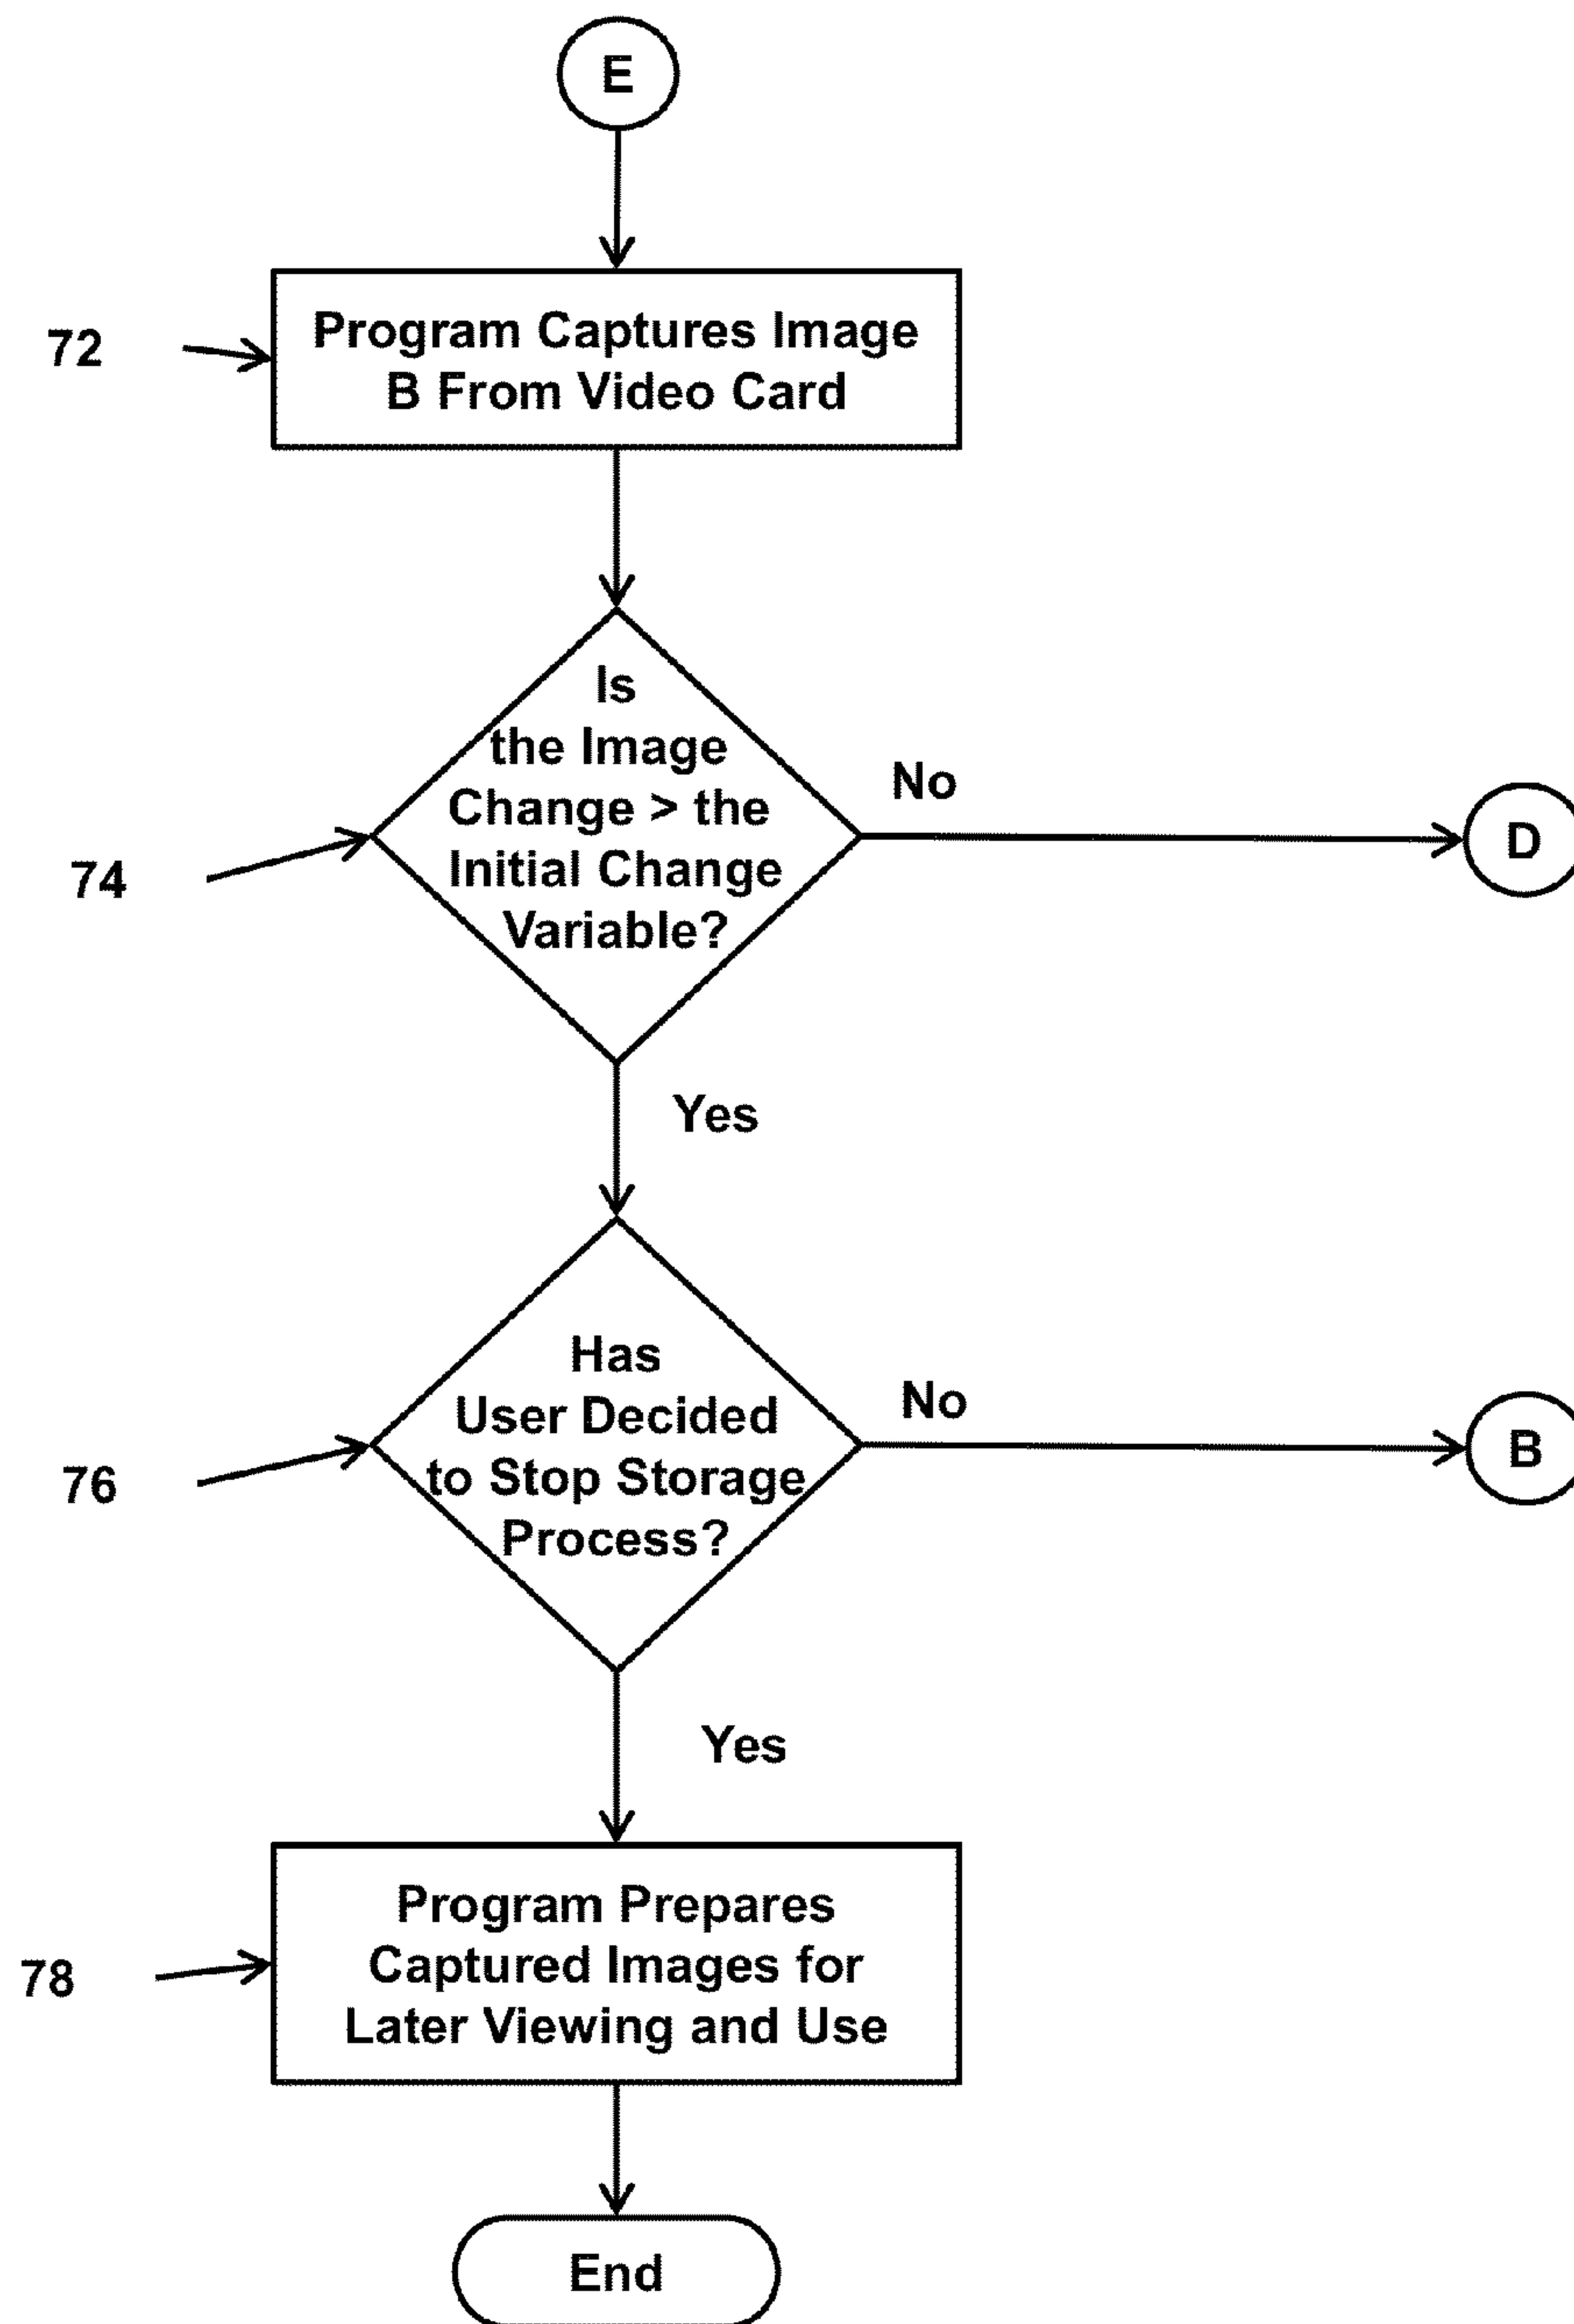 E
72
Program Captures Image
B From Video Card
Is
the Image
Change > the
Initial Change
Variable?
No
D
74
Yes
Has
User Decided
to Stop Storage
Process?
No
B
76
Yes
Program Prepares
Captured Images for
Later Viewing and Use
78
End